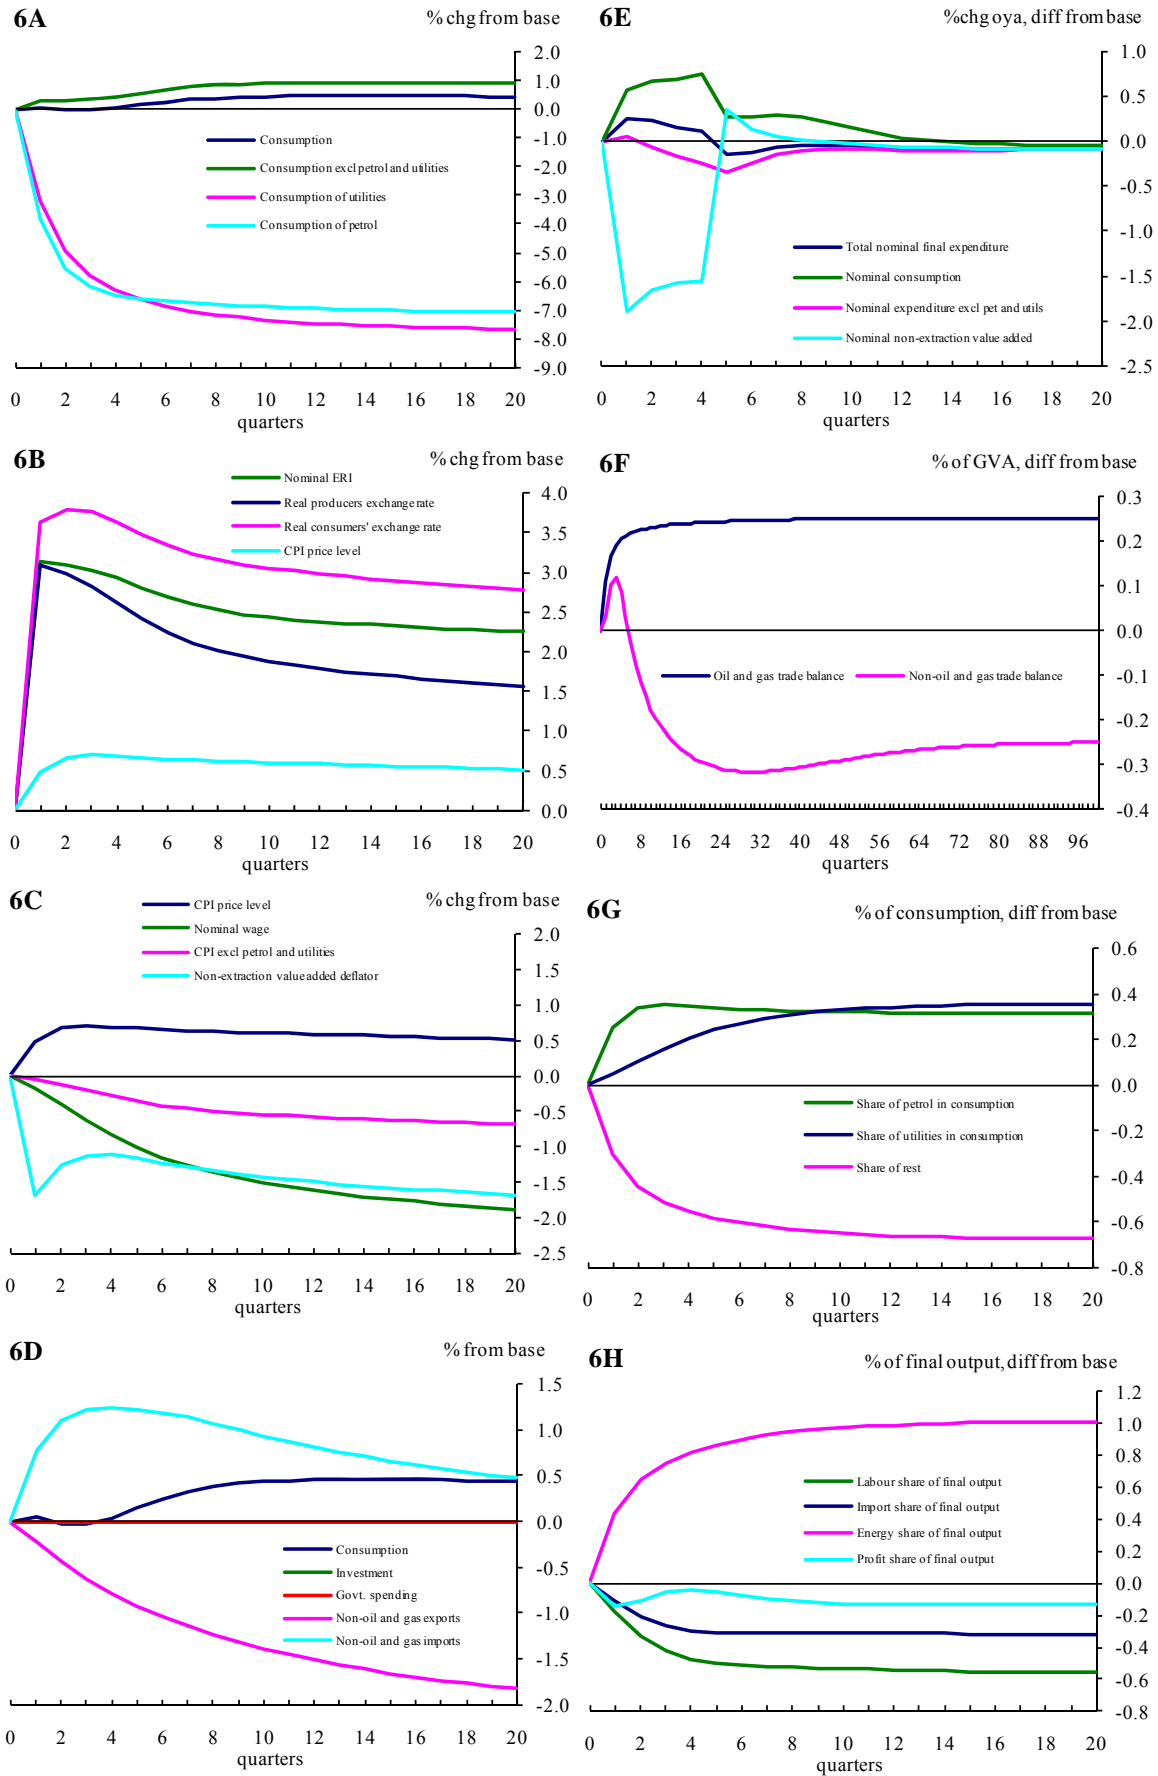 6A
% chg from base
2.0
1.0
0.0
-1.0
-2.0
-3.0
-4.0
-5.0
-6.0
-7.0
-8.0
-9.0
Consumption
Consumption excl petrol and utilities
Consumption of utilities
Consumption of petrol
0 2 4 6 8 10 12 14 16 18 20
quarters
6E
%chg oya, diff from base
1.0
0.5
0.0
-0.5
-1.0
-1.5
-2.0
-2.5
Total nominal final expenditure
Nominal consumption
Nominal expenditure excl pet and utils
Nominal non-extraction value added
0 2 4 6 8 10 12 14 16 18 20
quarters
6B
% chg from base
Nominal ERI
Real producers exchange rate
Real consumers' exchange rate
CPI price level
4.0
3.5
3.0
2.5
2.0
1.5
1.0
0.5
0.0
0 2 4 6 8 10 12 14 16 18 20
quarters
6F
% of GVA, diff from base
0.3
0.2
0.1
0.0
-0.1
-0.2
-0.3
-0.4
Oil and gas trade balance
Non-oil and gas trade balance
0 8 16 24 32 40 48 56 64 72 80 88 96
quarters
6C
% chg from base
CPI price level
Nominal wage
CPI excl petrol and utilities
Non-extraction value added deflator
2.0
1.5
1.0
0.5
0.0
-0.5
-1.0
-1.5
-2.0
-2.5
0 2 4 6 8 10 12 14 16 18 20
quarters
6G
% of consumption, diff from base
0.6
0.4
0.2
0.0
-0.2
-0.4
-0.6
-0.8
Share of petrol in consumption
Share of utilities in consumption
Share of rest
0 2 4 6 8 10 12 14 16 18 20
quarters
6D
% from base
1.5
1.0
0.5
0.0
-0.5
-1.0
-1.5
-2.0
Consumption
Investment
Govt. spending
Non-oil and gas exports
Non-oil and gas imports
0 2 4 6 8 10 12 14 16 18 20
quarters
6H
% of final output, diff from base
1.2
1.0
0.8
0.6
0.4
0.2
0.0
-0.2
-0.4
-0.6
-0.8
Labour share of final output
Import share of final output
Energy share of final output
Profit share of final output
0 2 4 6 8 10 12 14 16 18 20
quarters